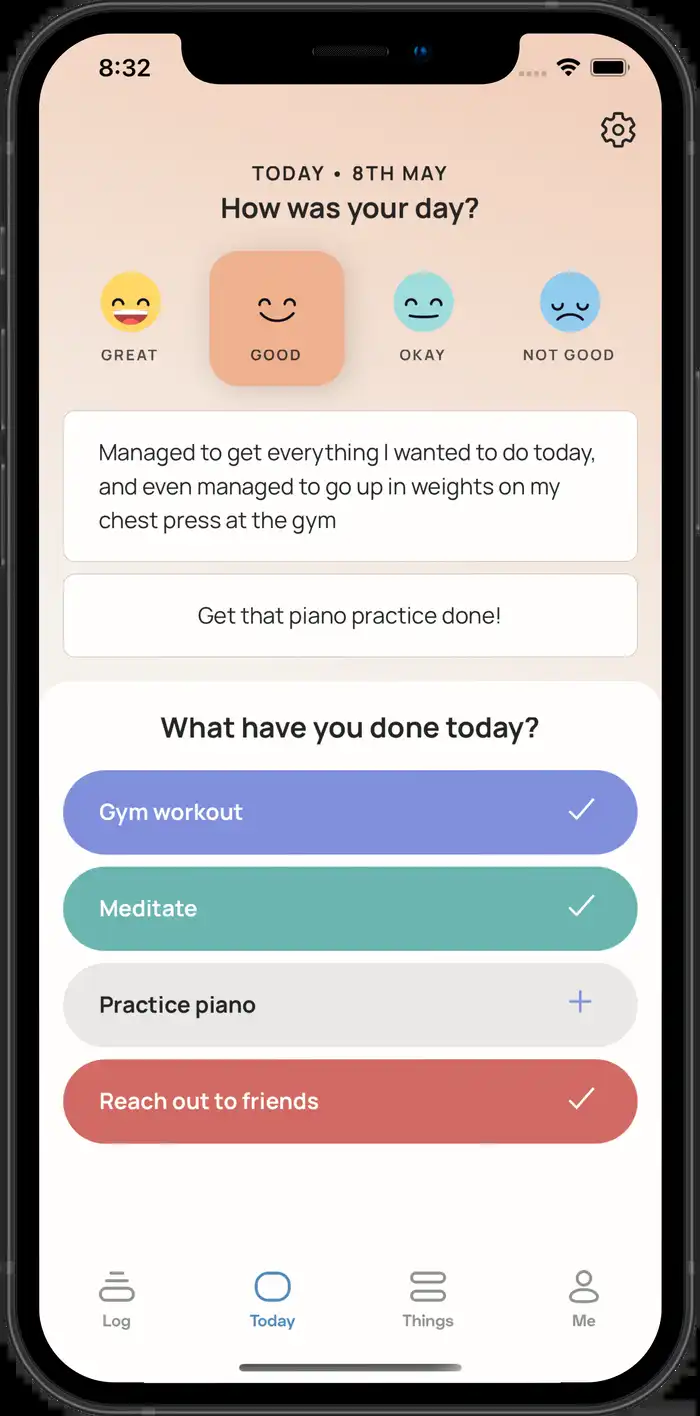 8:32
TODAY • 8TH MAY
How was your day?
GREAT
GOOD
OKAY
NOT GOOD
Managed to get everything I wanted to do today,
and even managed to go up in weights on my
chest press at the gym
Get that piano practice done!
What have you done today?
Gym workout
Meditate
Practice piano
Reach out to friends
Log
Today
Things
Me